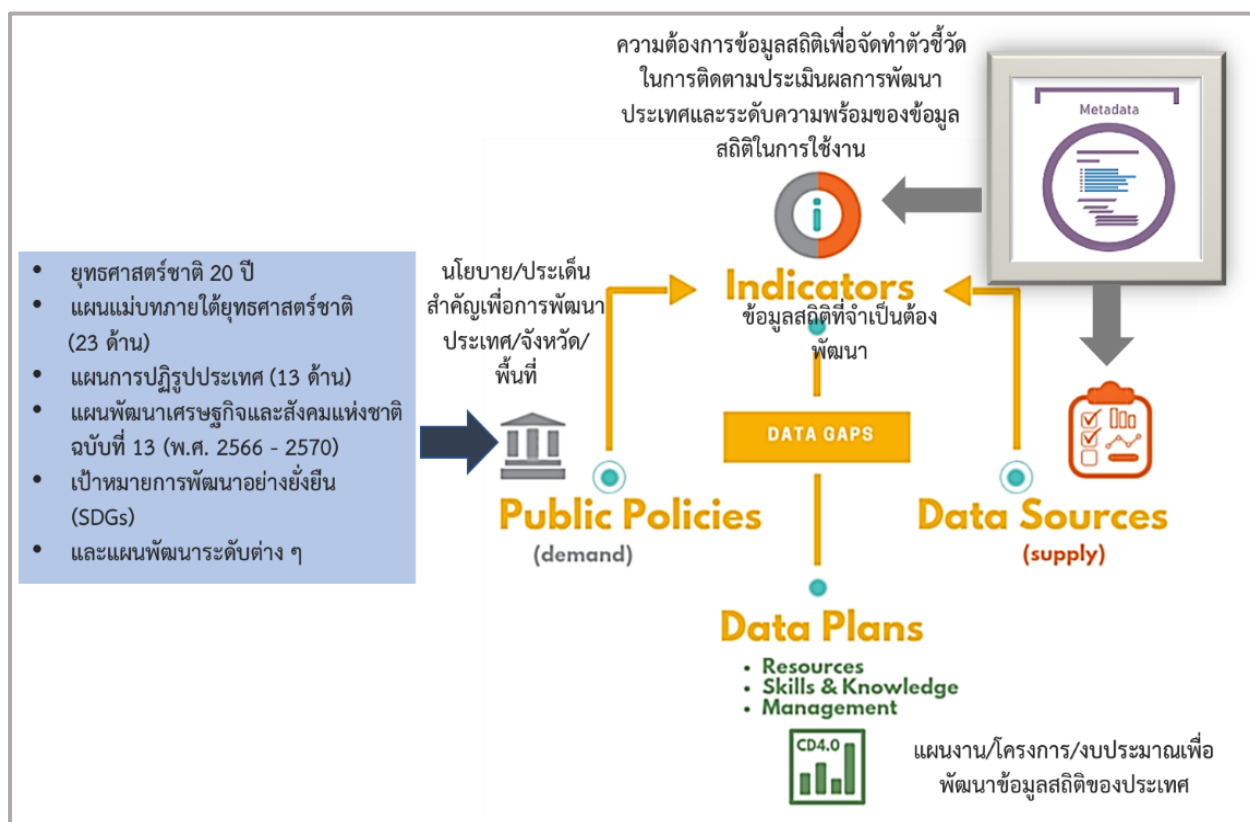 ความต้องการข้อมูลสถิติเพื่อจัดทำตัวชี้วัด
ในการติดตามประเมินผลการพัฒนา
ประเทศและระดับความพร้อมของข้อมูล
สถิติในการใช้งาน
Metadata
• ยุทธศาสตร์ชาติ 20 ปี
• แผนแม่บทภายใต้ยุทธศาสตร์ชาติ
(23 ด้าน)
• แผนการปฏิรูปประเทศ (13 ด้าน)
• แผนพัฒนาเศรษฐกิจและสังคมแห่งชาติ
ฉบับที่ 13 (พ.ศ. 2566 - 2570)
• เป้าหมายการพัฒนาอย่างยั่งยืน
(SDGs)
• และแผนพัฒนาระดับต่าง ๆ
นโยบาย/ประเด็น
สำคัญเพื่อการพัฒนา
ประเทศ/จังหวัด/
พื้นที่
Public Policies
(demand)
i
Indicators
ข้อมูลสถิติที่จำเป็นต้อง
พัฒนา
DATA GAPS
Data Sources
(supply)
Data Plans
• Resources
• Skills & Knowledge
• Management
CD4.0
แผนงาน/โครงการ/งบประมาณเพื่อ
พัฒนาข้อมูลสถิติของประเทศ